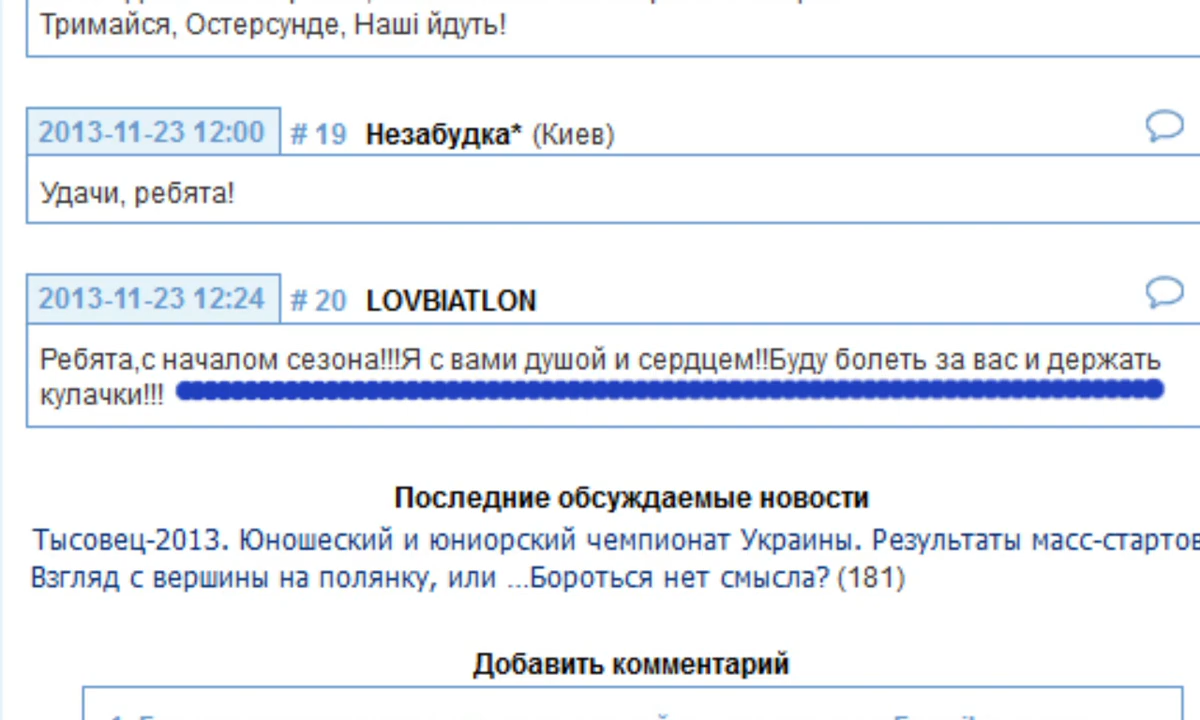 Тримайся, Остерсунде, Наші йдуть!
2013-11-23 12:00 # 19 Незабудка* (Киев)
Удачи, ребята!
2013-11-23 12:24 # 20 LOVBIATLON
Ребята,с началом сезона!!!Я с вами душой и сердцем!!Буду болеть за вас и держать
кулачки!!!
Последние обсуждаемые новости
Тысовец-2013. Юношеский и юниорский чемпионат Украины. Результаты масс-стартов
Взгляд с вершины на полянку, или ...Бороться нет смысла? (181)
Добавить комментарий